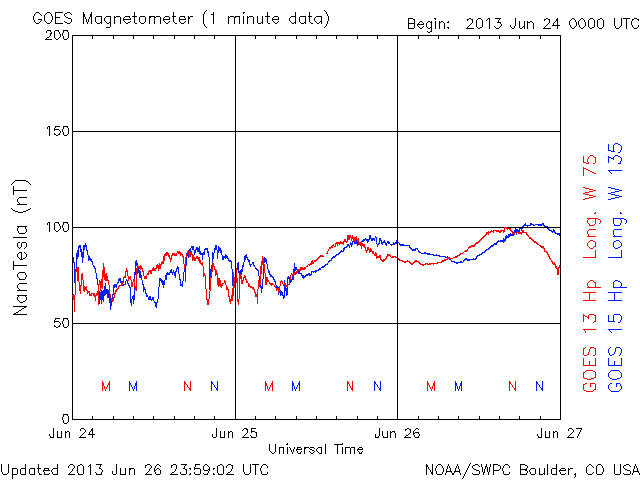 GOES Magnetometer (1 minute data)
Begin: 2013 Jun 24 0000 UTC
200
150
100
50
0
NanoTesla (nT)
M M N N M M N N M M N N
Jun 24 Jun 25 Jun 26 Jun 27
Universal Time
GOES 13 Hp Long. W 75
GOES 15 Hp Long. W 135
Updated 2013 Jun 26 23:59:02 UTC
NOAA/SWPC Boulder, CO USA